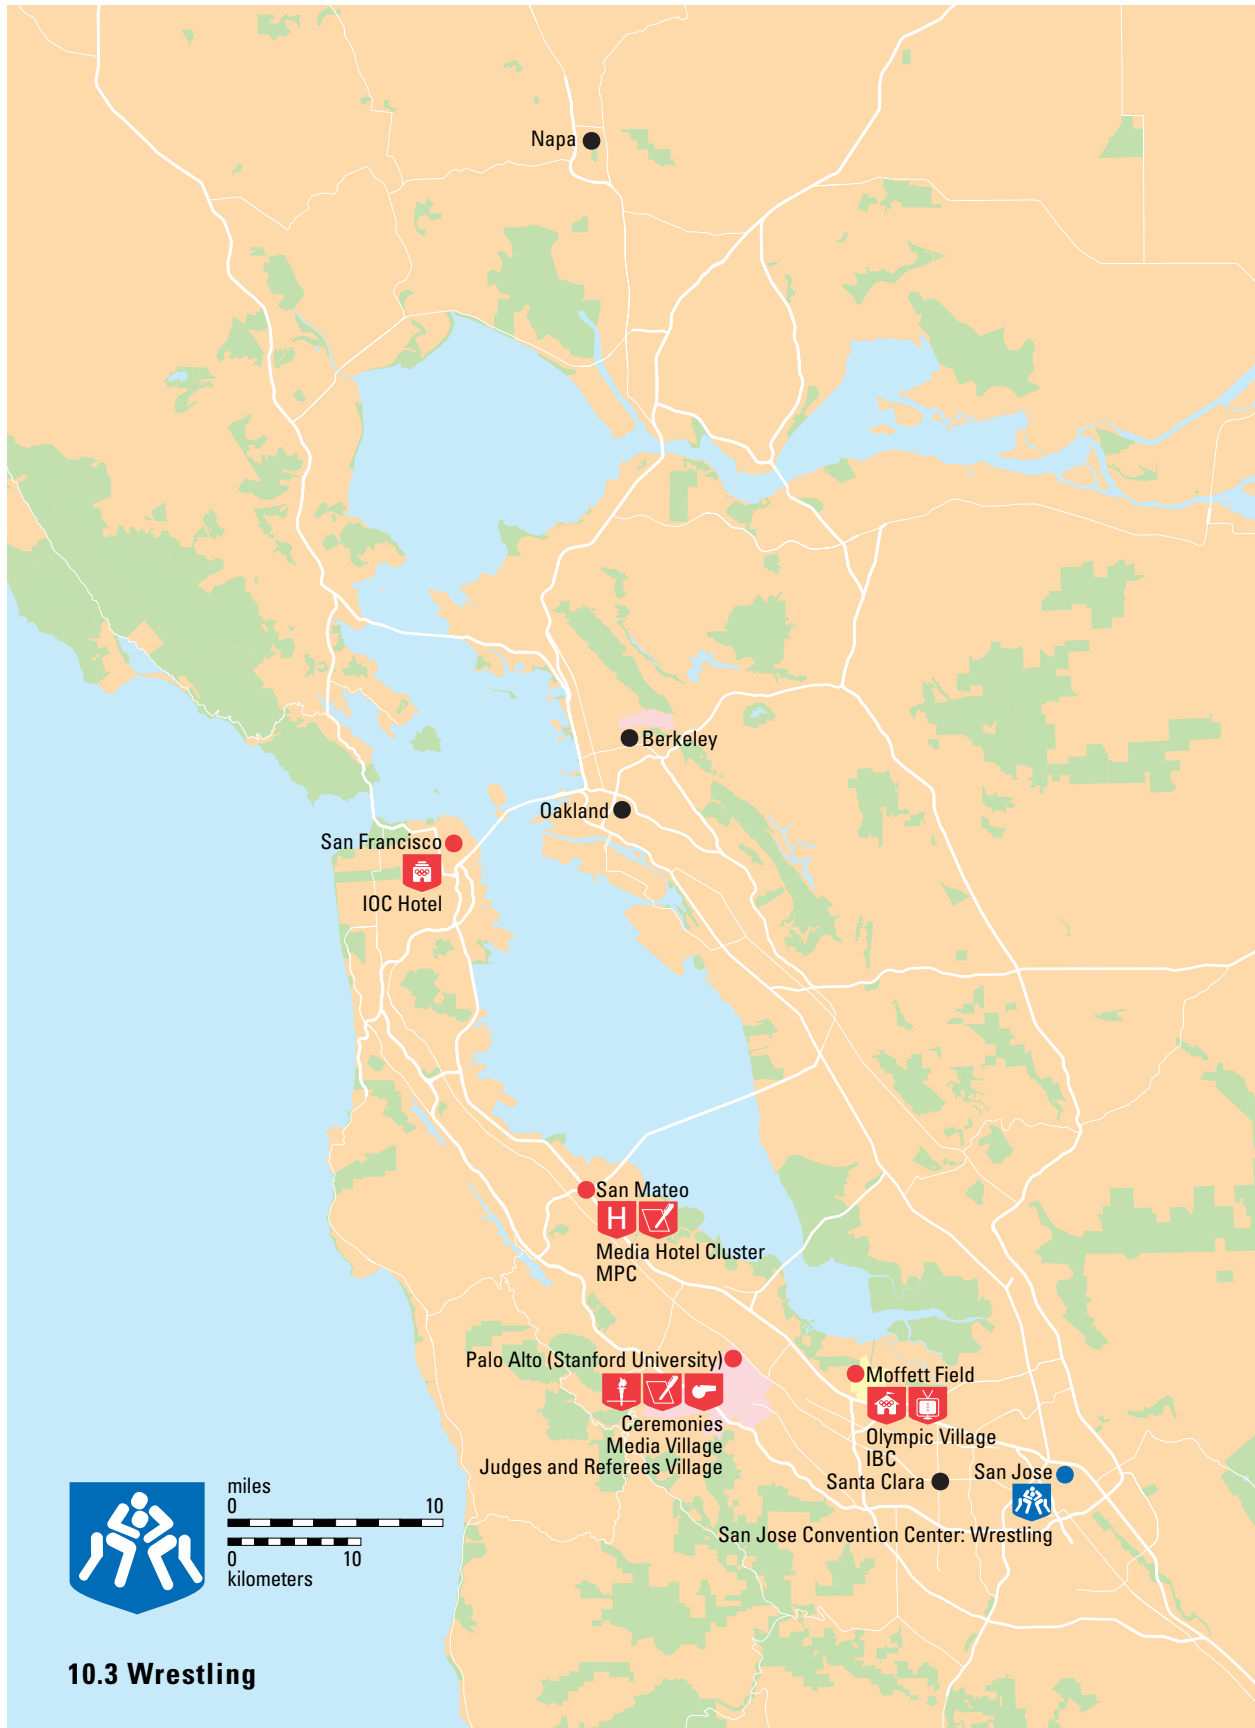 Napa
Berkeley
Oakland
San Francisco
IOC Hotel
San Mateo
H
Media Hotel Cluster
MPC
Palo Alto (Stanford University)
Ceremonies
Media Village
Judges and Referees Village
Moffett Field
Olympic Village
IBC
Santa Clara
San Jose
San Jose Convention Center: Wrestling
miles
0 10
0 10
kilometers
10.3 Wrestling